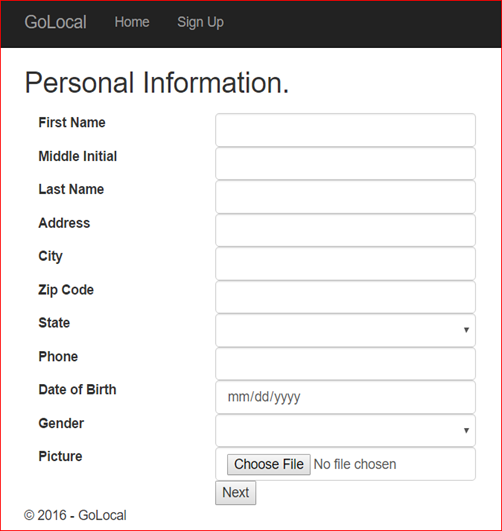 GoLocal Home Sign Up
Personal Information.
First Name
Middle Initial
Last Name
Address
City
Zip Code
State
Phone
Date of Birth mm/dd/yyyy
Gender
Picture Choose File No file chosen
Next
© 2016 - GoLocal